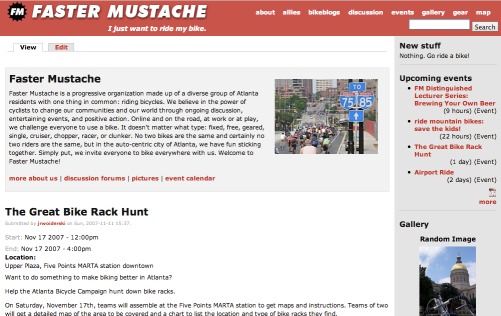 FM FASTER MUSTACHE
I just want to ride my bike.
about allies bikeblogs discussion events gallery gear map
Search
View Edit
Faster Mustache
Faster Mustache is a progressive organization made up of a diverse group of Atlanta
residents with one thing in common: riding bicycles. We believe in the power of
cyclists to change our communities and our world through ongoing discussion,
entertaining events, and positive action. Online and on the road, at work or at play,
we challenge everyone to use a bike. It doesn't matter what type: fixed, free, geared,
single, cruiser, chopper, racer, or clunker. No two bikes are the same and certainly no
two riders are the same, but in the auto-centric city of Atlanta, we have fun sticking
together. Simply put, we invite everyone to bike everywhere with us. Welcome to
Faster Mustache!
more about us | discussion forums | pictures | event calendar
TO
75 85
The Great Bike Rack Hunt
Submitted by jrwoiderski on Sun, 2007-11-11 15:37.
Start: Nov 17 2007 - 12:00pm
End: Nov 17 2007 - 4:00pm
Location:
Upper Plaza, Five Points MARTA station downtown
Want to do something to make biking better in Atlanta?
Help the Atlanta Bicycle Campaign hunt down bike racks.
On Saturday, November 17th, teams will assemble at the Five Points MARTA station to get maps and instructions. Teams of two
will get a detailed map of the area to be covered and a chart to list the location and type of bike racks they find.
New stuff
Nothing. Go ride a bike!
Upcoming events
FM Distinguished
Lecturer Series:
Brewing Your Own Beer
(9 hours) (Event)
ride mountain bikes:
save the kids!
(22 hours) (Event)
The Great Bike Rack
Hunt
(1 day) (Event)
Airport Ride
(2 days) (Event)
more
Gallery
Random Image